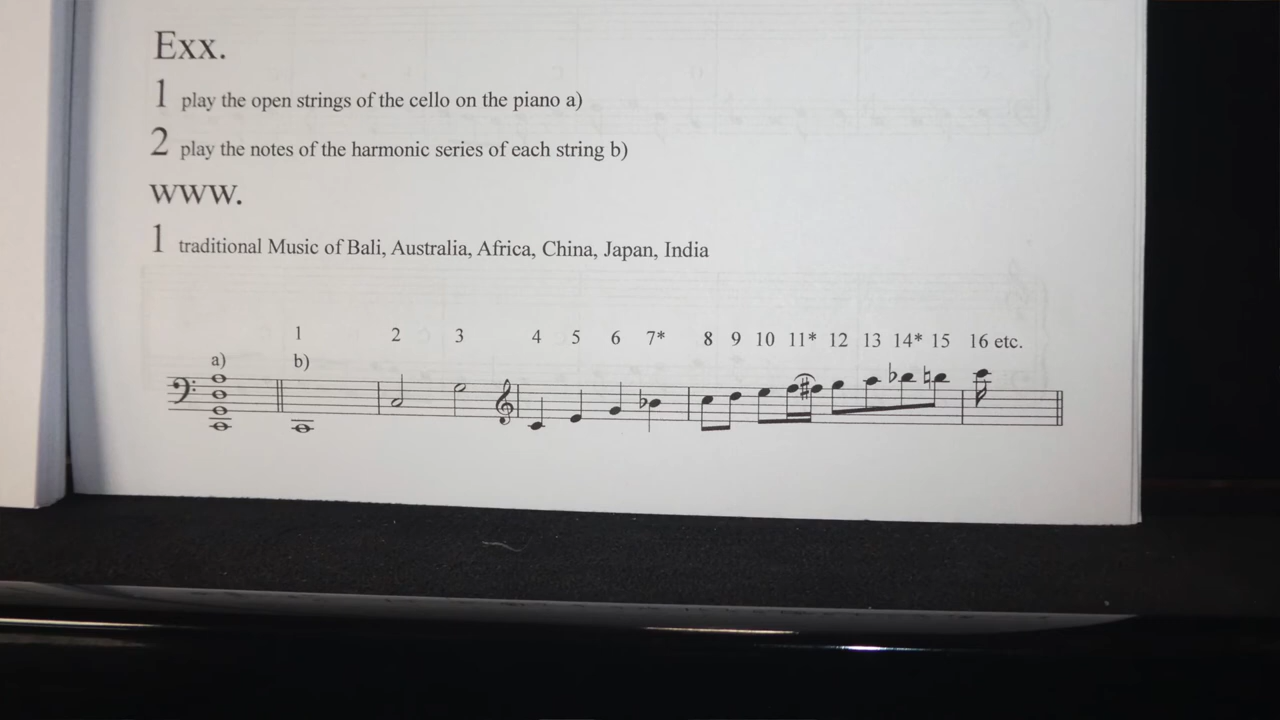 Exx.
1 play the open strings of the cello on the piano a)
2 play the notes of the harmonic series of each string b)
www.
1 traditional Music of Bali, Australia, Africa, China, Japan, India
1 2 3 4 5 6 7* 8 9 10 11* 12 13 14* 15 16 etc.
a) b)